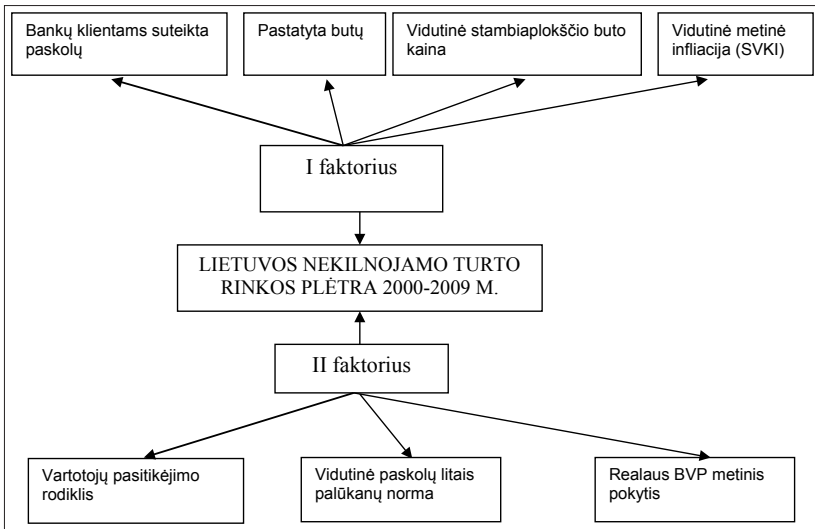 Bankų klientams suteikta
paskolų
Pastatyta butų
Vidutinė stambiaplokščio buto
kaina
Vidutinė metinė
infliacija (SVKI)
I faktorius
LIETUVOS NEKILNOJAMO TURTO
RINKOS PLĖTRA 2000-2009 M.
II faktorius
Vartotojų pasitikėjimo
rodiklis
Vidutinė paskolų litais
palūkanų norma
Realaus BVP metinis
pokytis